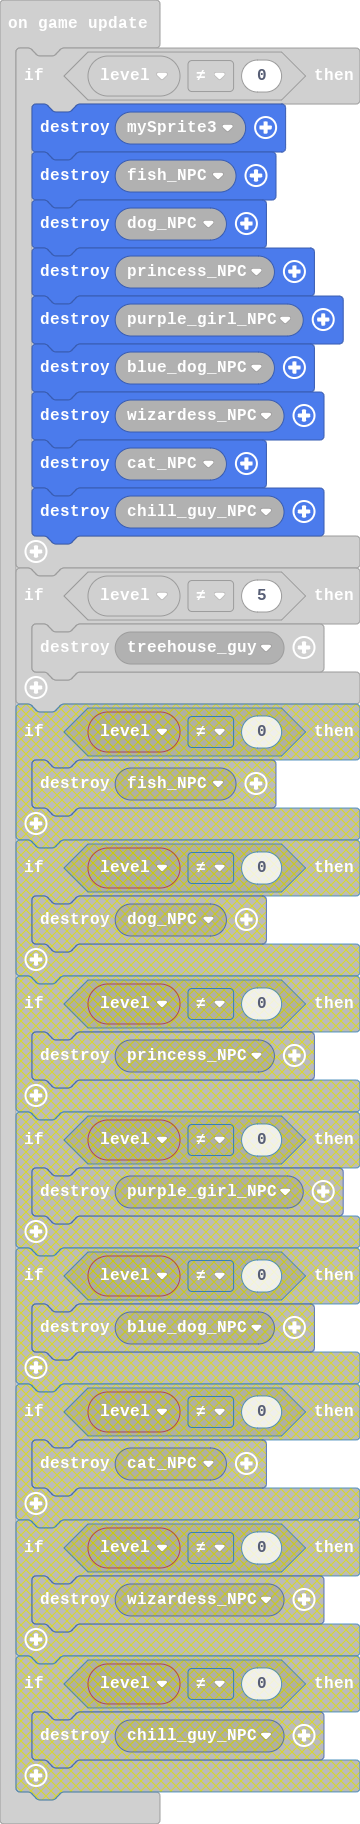 on game update
if level ≠ 0 then
destroy mySprite3
destroy fish_NPC
destroy dog_NPC
destroy princess_NPC
destroy purple_girl_NPC
destroy blue_dog_NPC
destroy wizardess_NPC
destroy cat_NPC
destroy chill_guy_NPC
if level ≠ 5 then
destroy treehouse_guy
if level ≠ 0 then
destroy fish_NPC
if level ≠ 0 then
destroy dog_NPC
if level ≠ 0 then
destroy princess_NPC
if level ≠ 0 then
destroy purple_girl_NPC
if level ≠ 0 then
destroy blue_dog_NPC
if level ≠ 0 then
destroy cat_NPC
if level ≠ 0 then
destroy wizardess_NPC
if level ≠ 0 then
destroy chill_guy_NPC